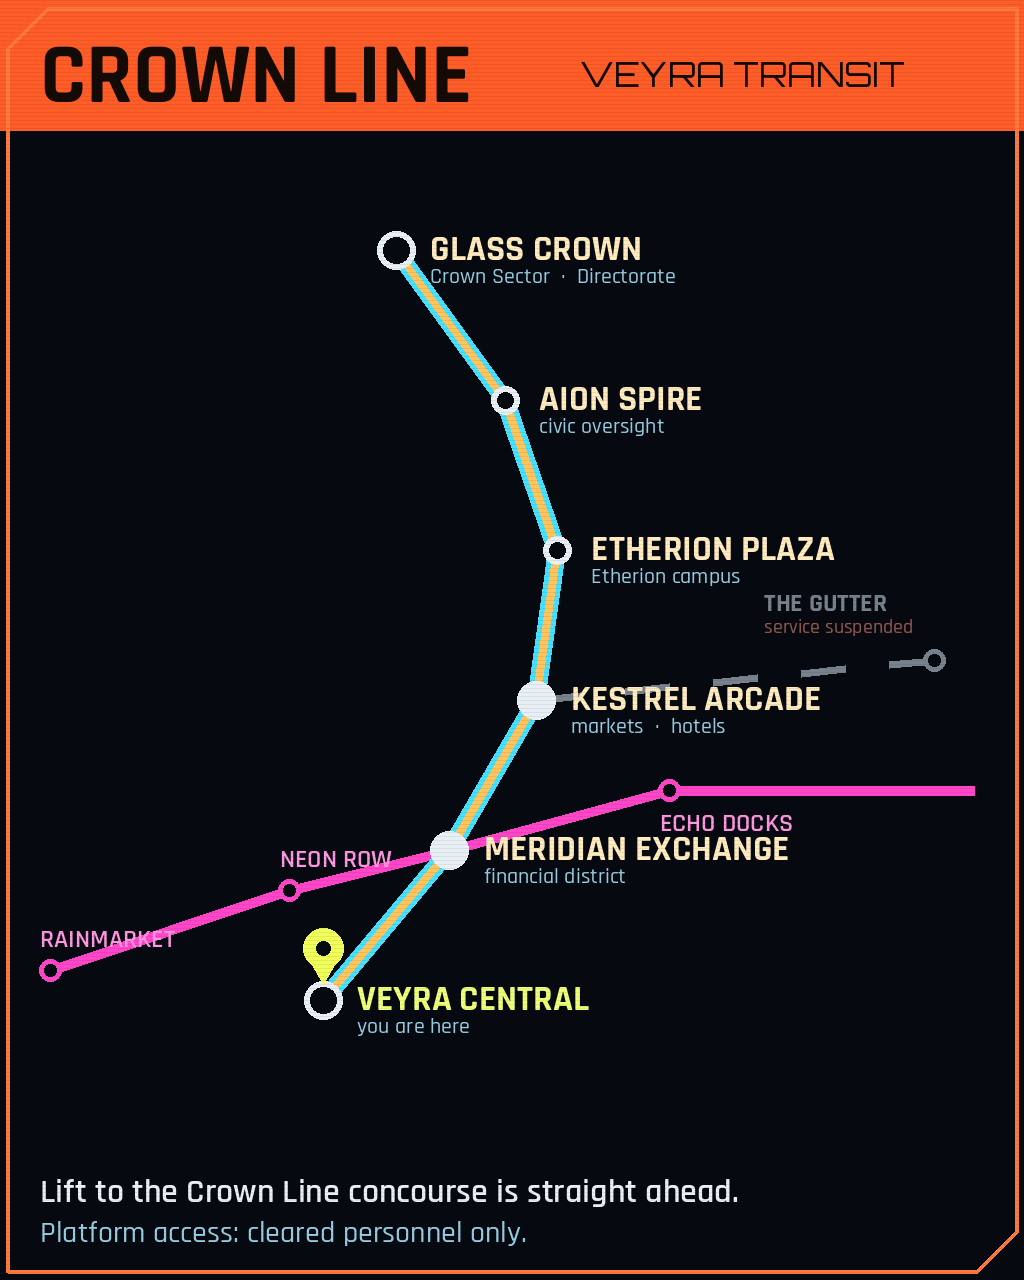 CROWN LINE
VEYRA TRANSIT
GLASS CROWN
Crown Sector · Directorate
AION SPIRE
civic oversight
ETHERION PLAZA
Etherion campus
THE GUTTER
service suspended
KESTREL ARCADE
markets · hotels
ECHO DOCKS
MERIDIAN EXCHANGE
financial district
NEON ROW
RAINMARKET
VEYRA CENTRAL
you are here
Lift to the Crown Line concourse is straight ahead.
Platform access: cleared personnel only.